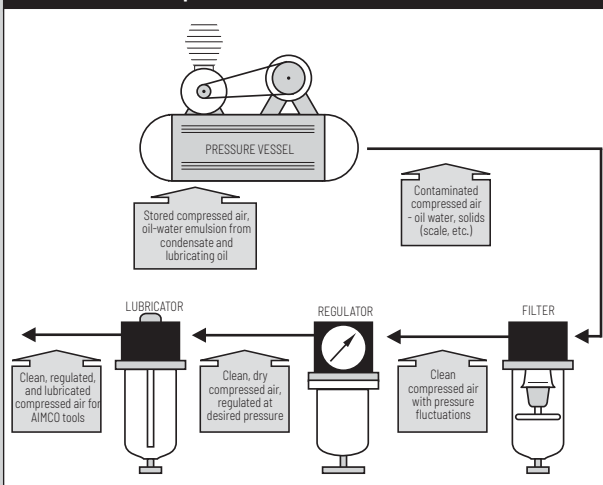 PRESSURE VESSEL
Stored compressed air,
oil-water emulsion from
condensate and
lubricating oil
Contaminated
compressed air
- oil water, solids
(scale, etc.)
LUBRICATOR
REGULATOR
FILTER
Clean, regulated,
and lubricated
compressed air for
AIMCO tools
Clean, dry
compressed air,
regulated at
desired pressure
Clean
compressed air
with pressure
fluctuations